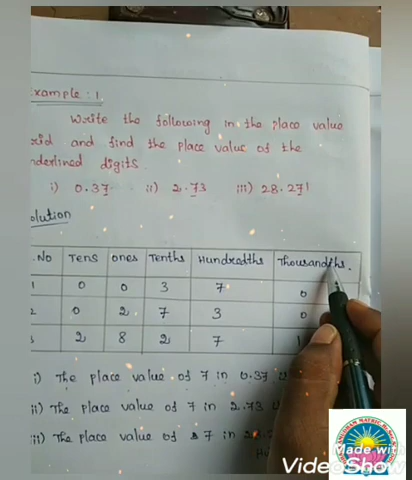 xample : 1.
Write the following in the place value
rid and find the place value of the
nderlined digits.
i) 0.37 ii) 2.73 iii) 28.271
olution
.No Tens ones Tenths Hundredths Thousandths.
1 0 0 3 7 0
2 0 2 7 3 0
3 2 8 2 7 1
i) The place value of 7 in 0.37
ii) The place value of 7 in 2.73
iii) The place value of 7 in
Made with
VideoShow